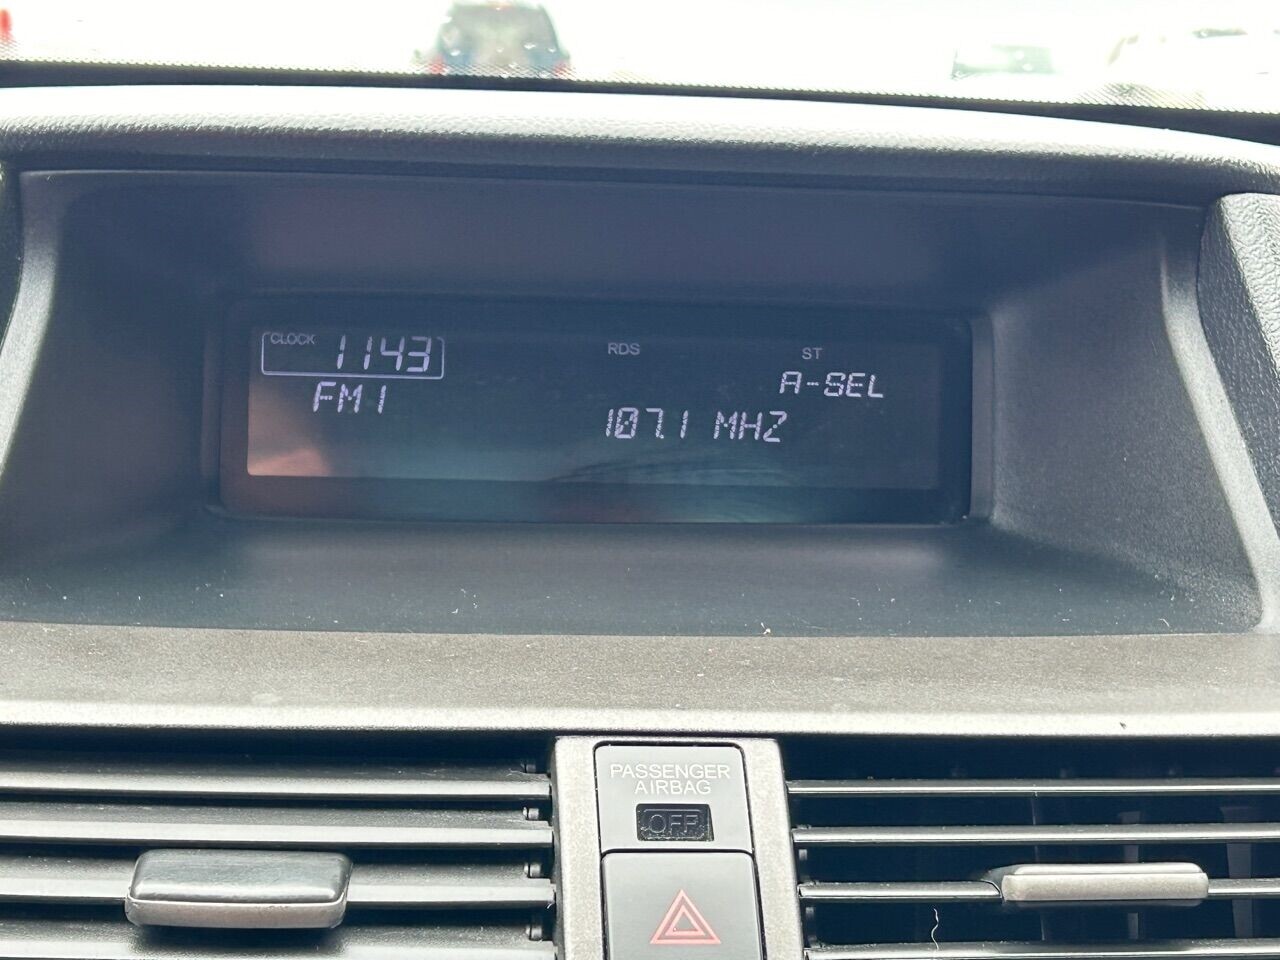 CLOCK 1143 RDS ST
FM1 A-SEL
107.1 MHZ
PASSENGER
AIRBAG
OFF